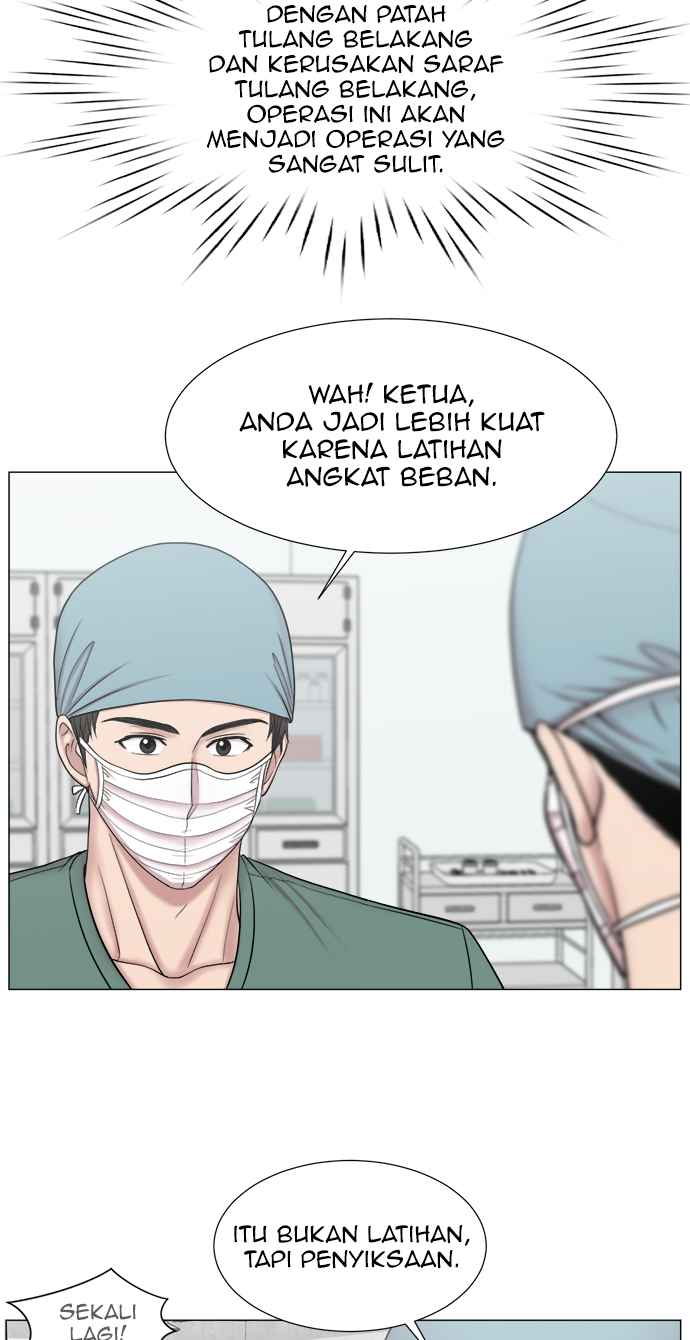 DENGAN PATAH
TULANG BELAKANG
DAN KERUSAKAN SARAF
TULANG BELAKANG,
OPERASI INI AKAN
MENJADI OPERASI YANG
SANGAT SULIT.
WAH! KETUA,
ANDA JADI LEBIH KUAT
KARENA LATIHAN
ANGKAT BEBAN.
ITU BUKAN LATIHAN,
TAPI PENYIKSAAN.
SEKALI
LAGI!